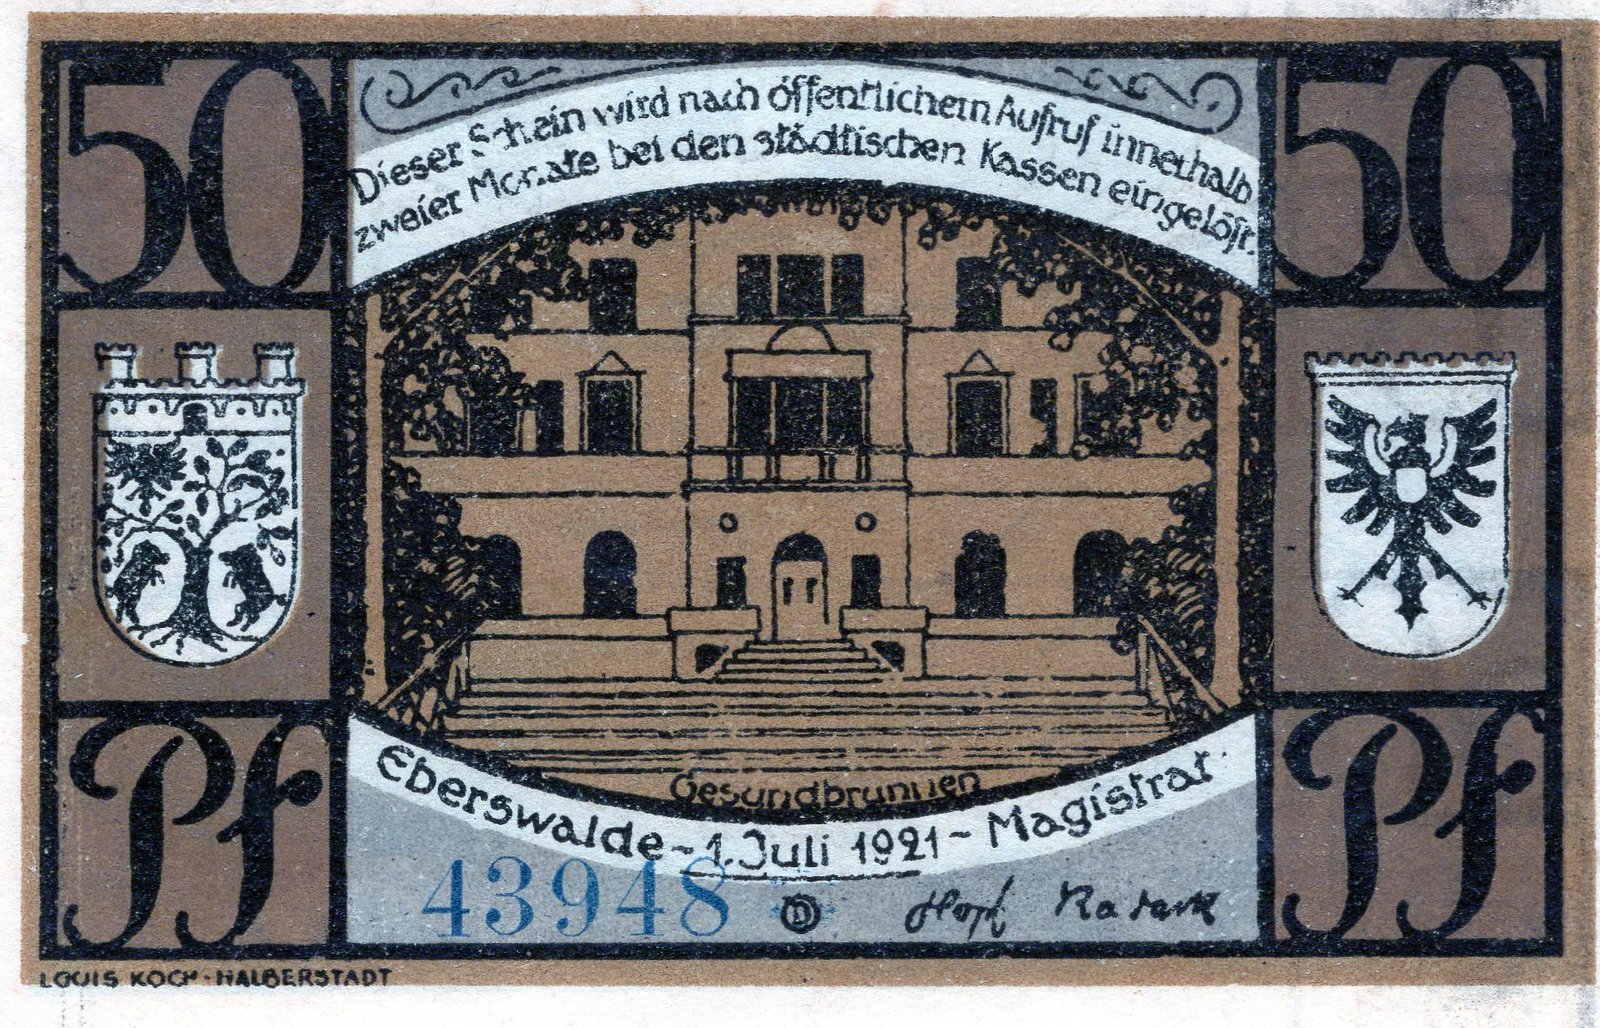 50
50
Dieser Schein wird nach öffentlichem Aufruf innerhalb
zweier Monate bei den städtischen Kassen eingelöst.
Gesundbrunnen
Eberswalde - 1. Juli 1921 - Magistrat
Pf
Pf
43948
D
LOUIS KOCH - HALBERSTADT